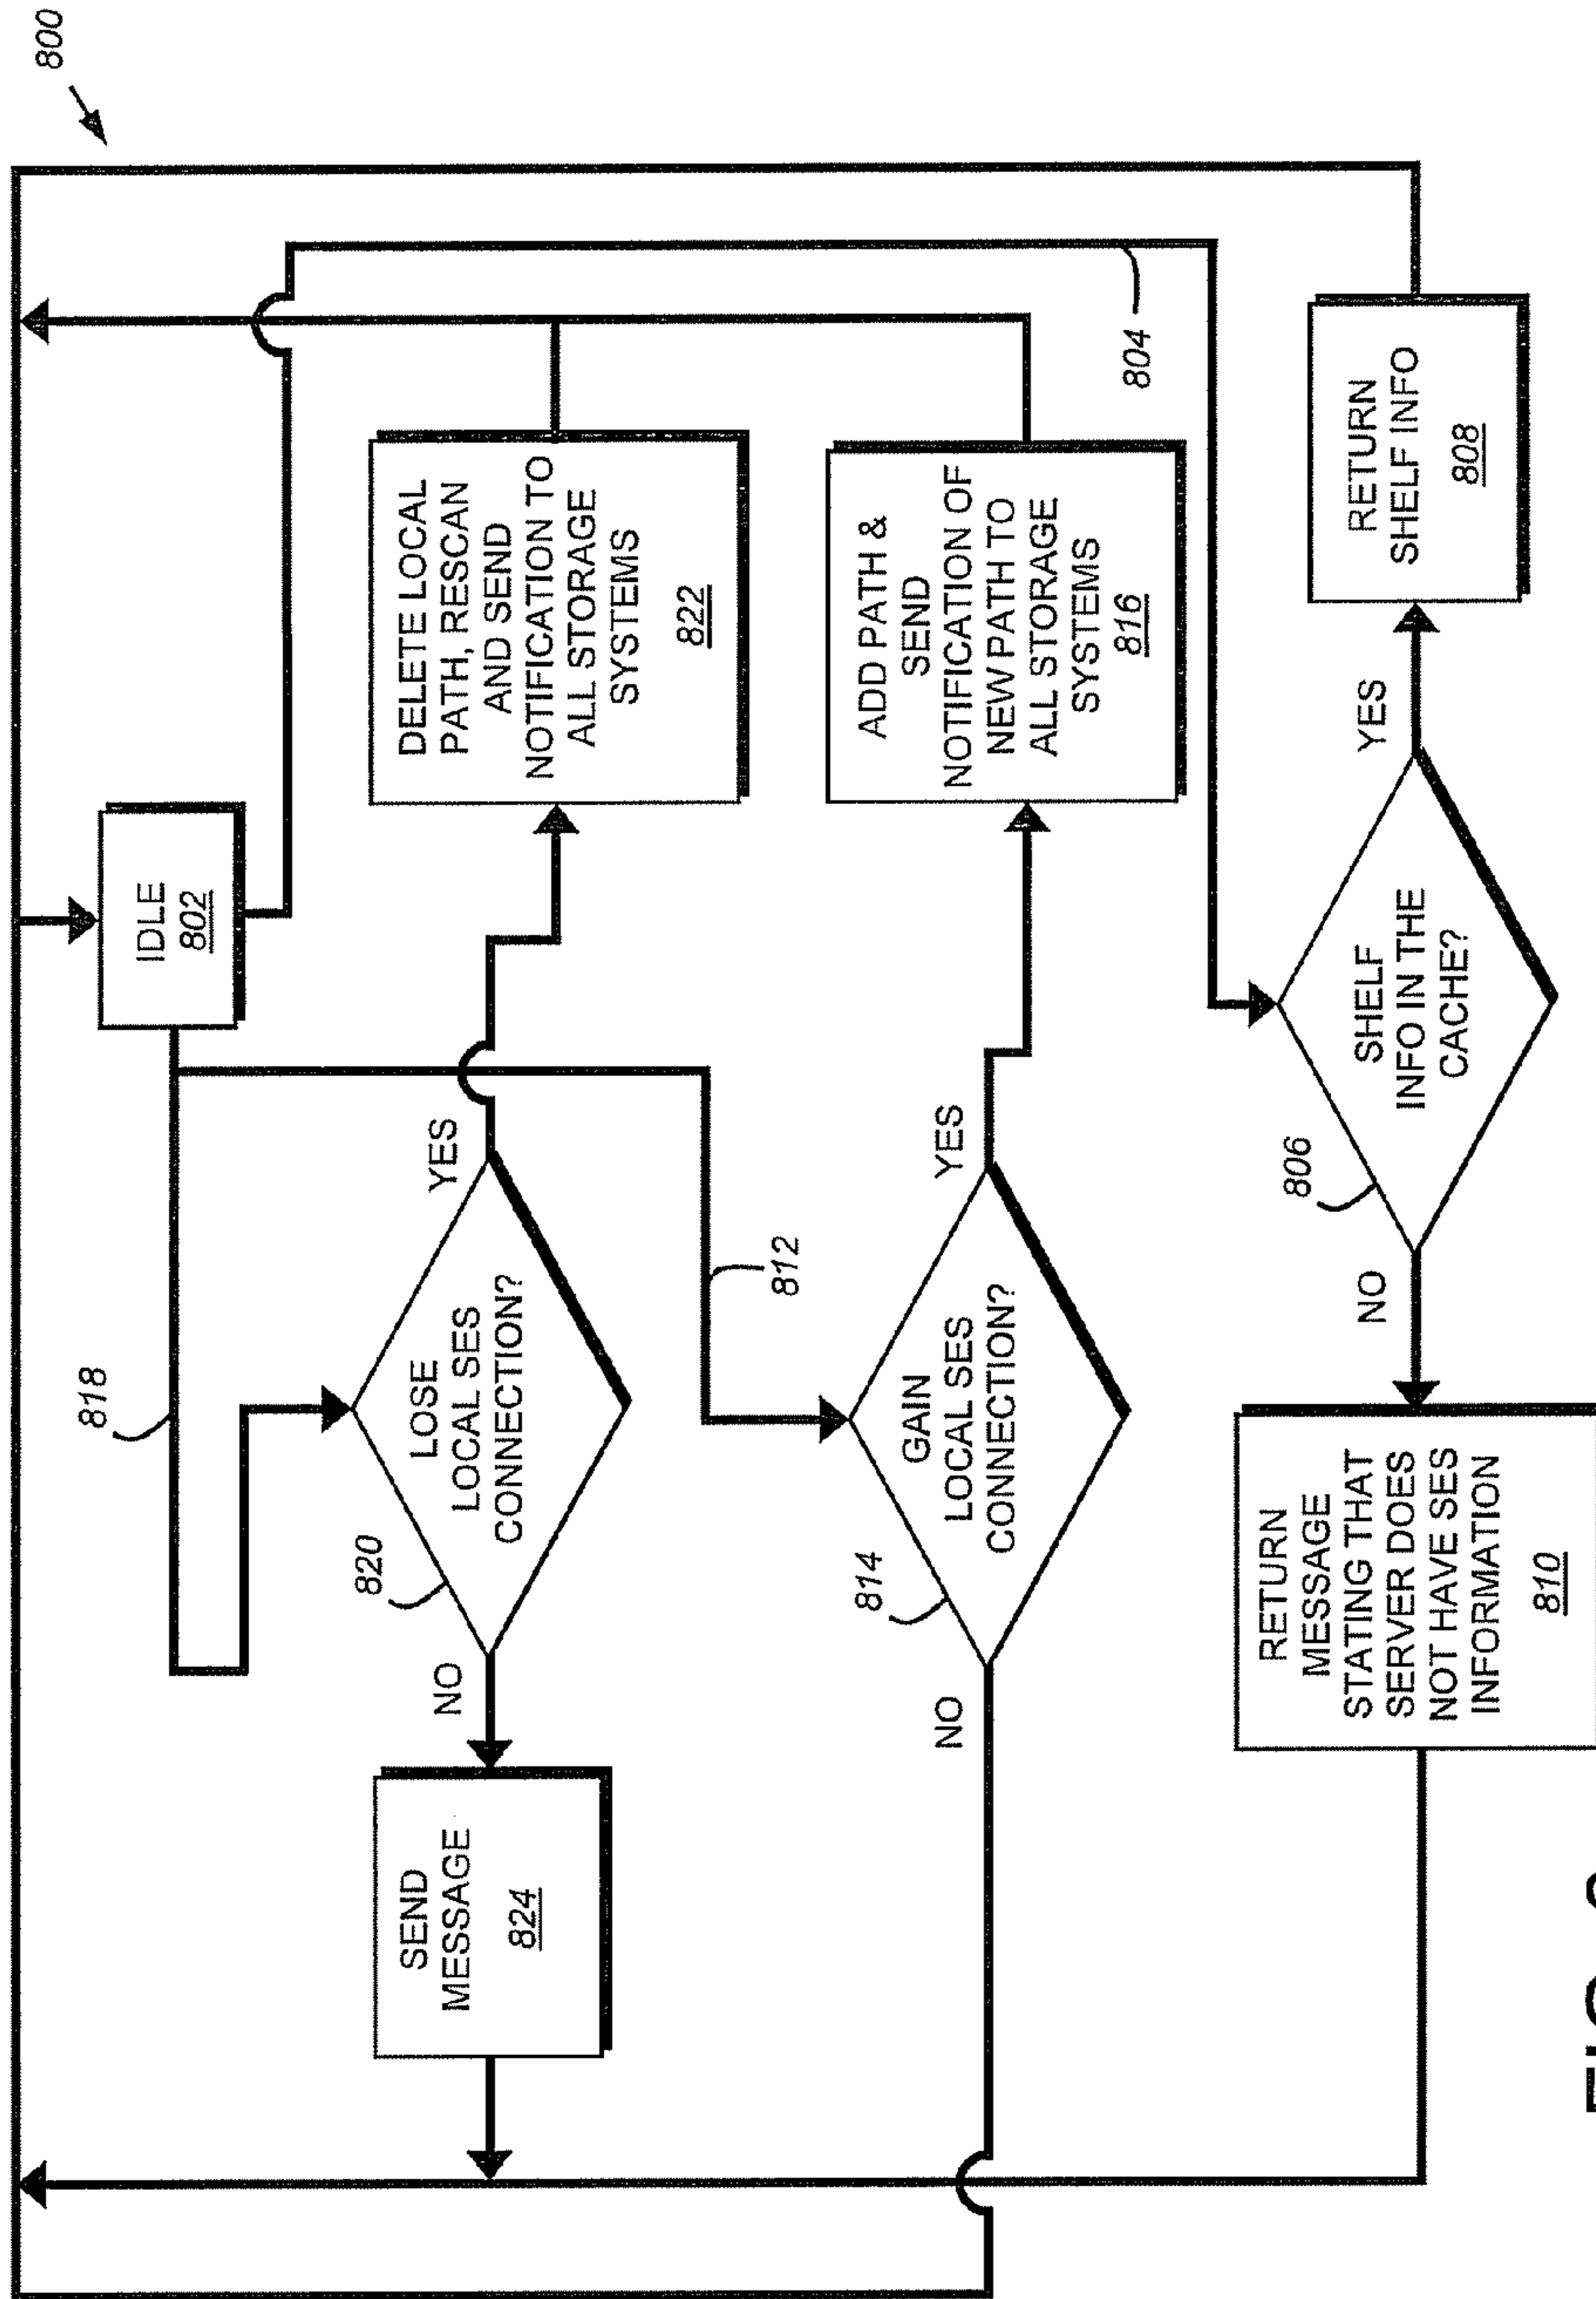 800
IDLE
802
818
SEND
MESSAGE
824
NO
820
LOSE
LOCAL SES
CONNECTION?
YES
DELETE LOCAL
PATH, RESCAN
AND SEND
NOTIFICATION TO
ALL STORAGE
SYSTEMS
822
812
NO
814
GAIN
LOCAL SES
CONNECTION?
YES
ADD PATH &
SEND
NOTIFICATION OF
NEW PATH TO
ALL STORAGE
SYSTEMS
816
804
RETURN
MESSAGE
STATING THAT
SERVER DOES
NOT HAVE SES
INFORMATION
810
NO
806
SHELF
INFO IN THE
CACHE?
YES
RETURN
SHELF INFO
808
FIG.